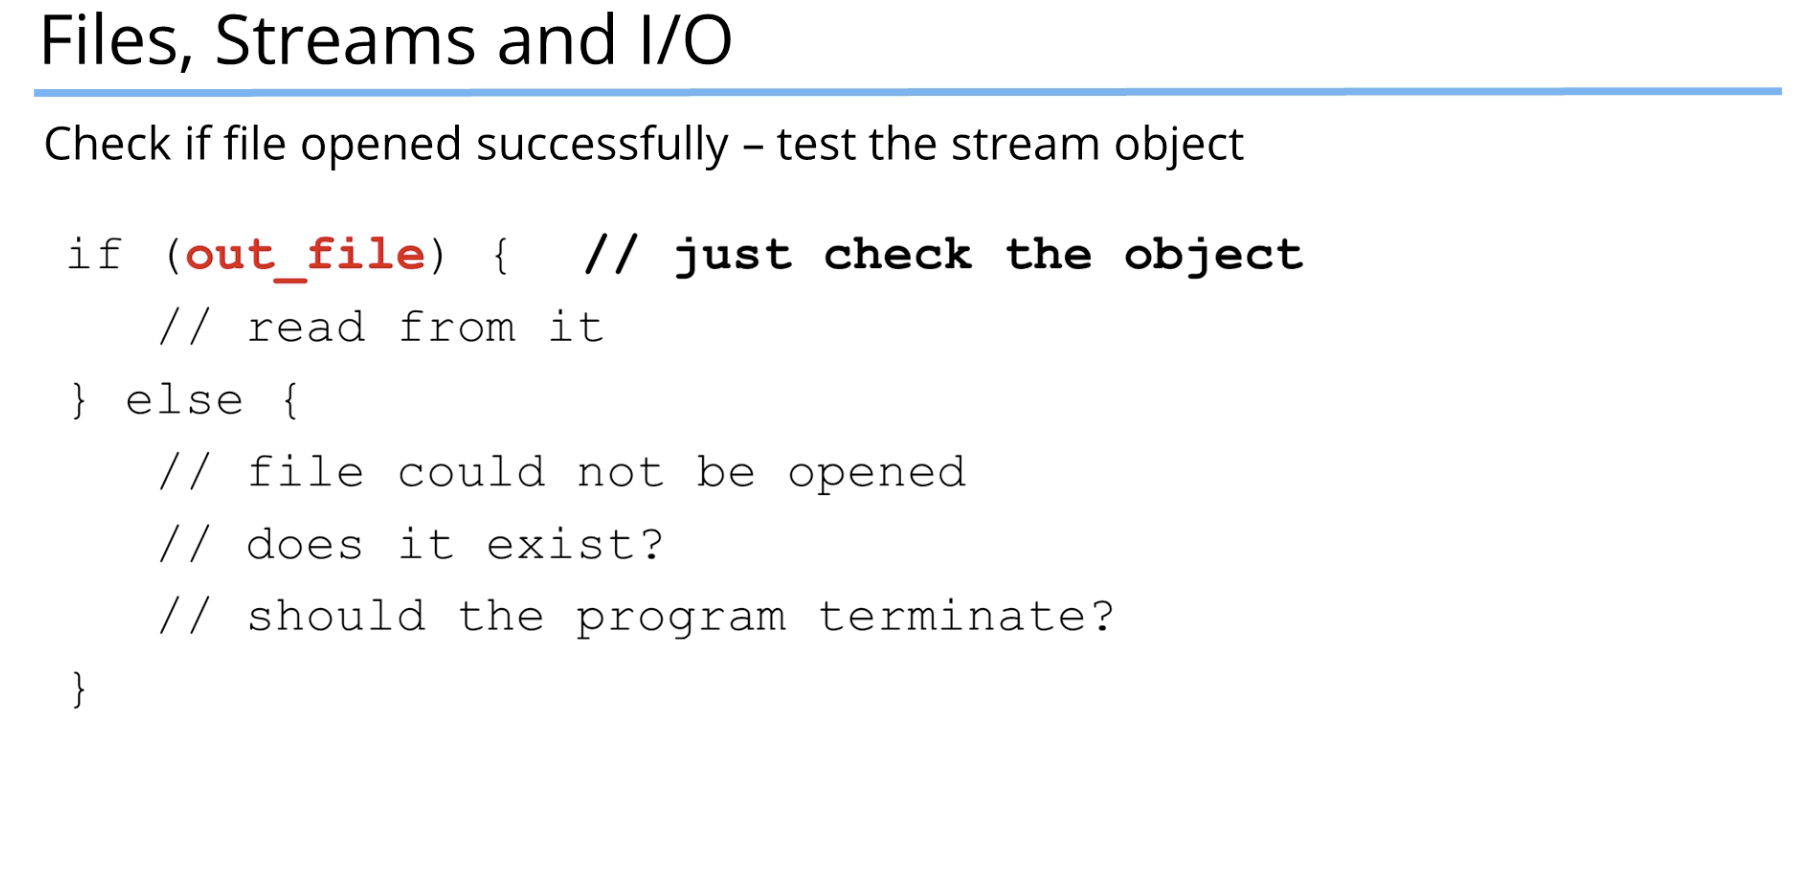 Files, Streams and I/O
Check if file opened successfully – test the stream object
if (out_file) { // just check the object
// read from it
} else {
// file could not be opened
// does it exist?
// should the program terminate?
}